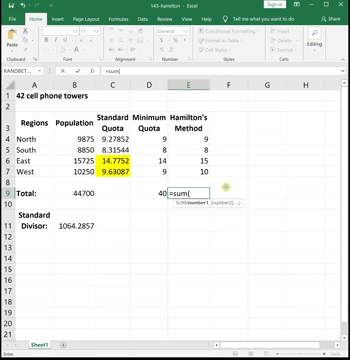 143-hamilton - Excel
Sign in
File Home Insert Page Layout Formulas Data Review View Help Tell me what you want to do Share
Paste
B I U
General
Conditional Formatting
Format as Table
Cell Styles
Insert
Delete
Format
Editing
Clipboard Font Alignment Number Styles Cells
RANDBET... =sum(
A B C D E F G H
1 42 cell phone towers
2
Standard Minimum Hamilton's
3 Regions Population Quota Quota Method
4 North 9875 9.27852 9 9
5 South 8850 8.31544 8 8
6 East 15725 14.7752 14 15
7 West 10250 9.63087 9 10
8
9 Total: 44700 40 =sum(
10 SUM(number1, [number2], ...)
Standard
11 Divisor: 1064.2857
12
13
14
15
16
17
18
19
20
21
Sheet1
Enter